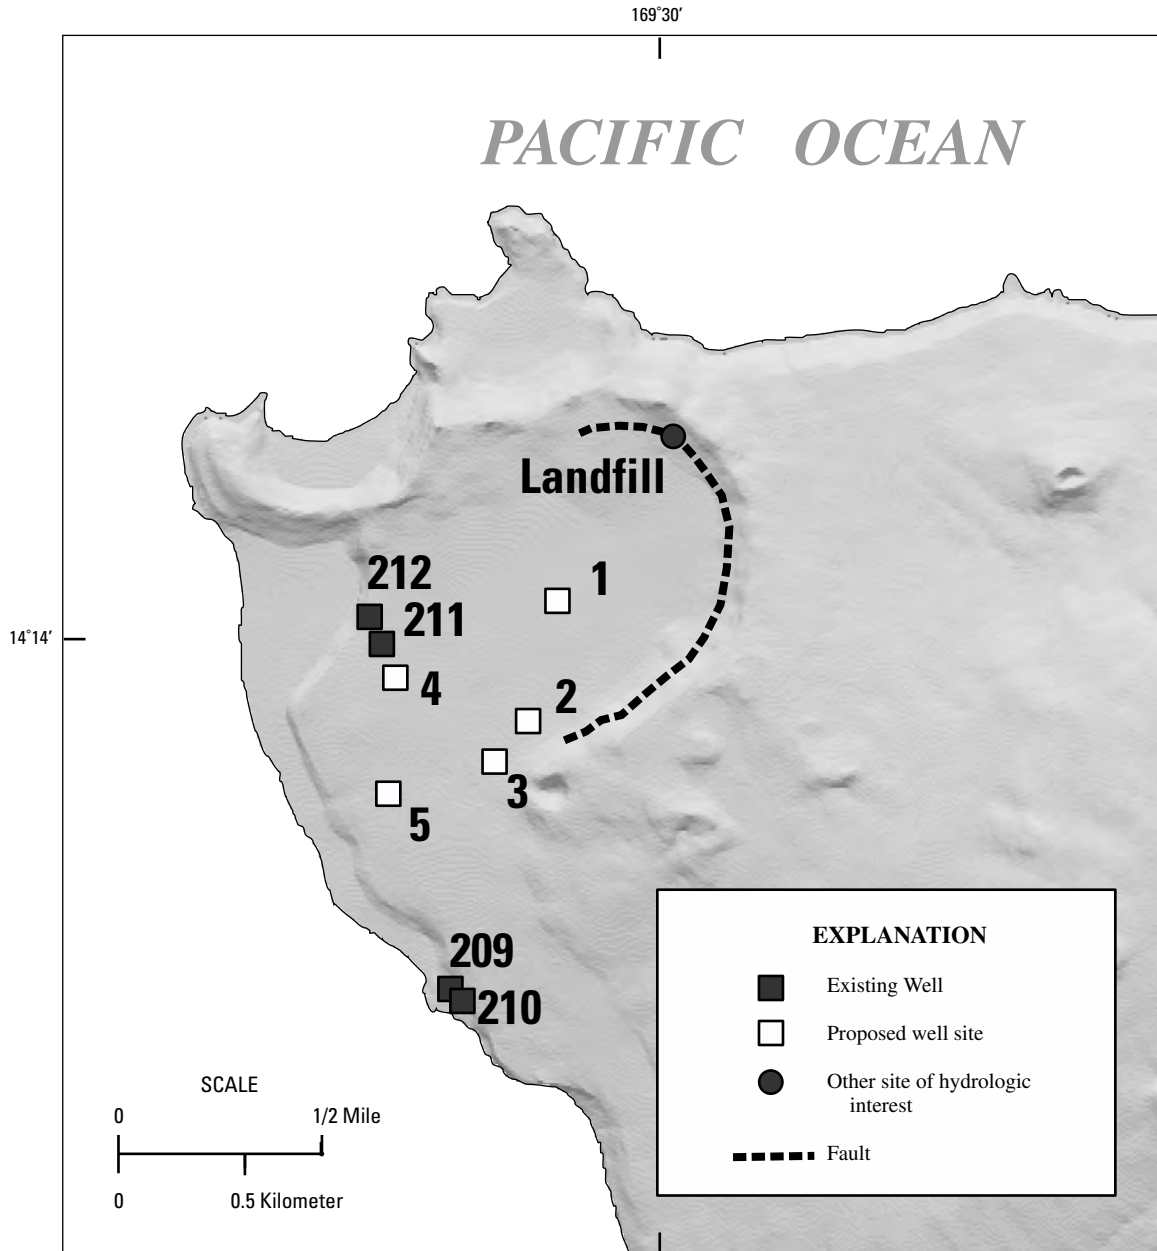 169°30′
PACIFIC OCEAN
Landfill
212
1
211
14°14′
4
2
3
5
209
210
EXPLANATION
Existing Well
Proposed well site
Other site of hydrologic
interest
Fault
SCALE
0 1/2 Mile
0 0.5 Kilometer